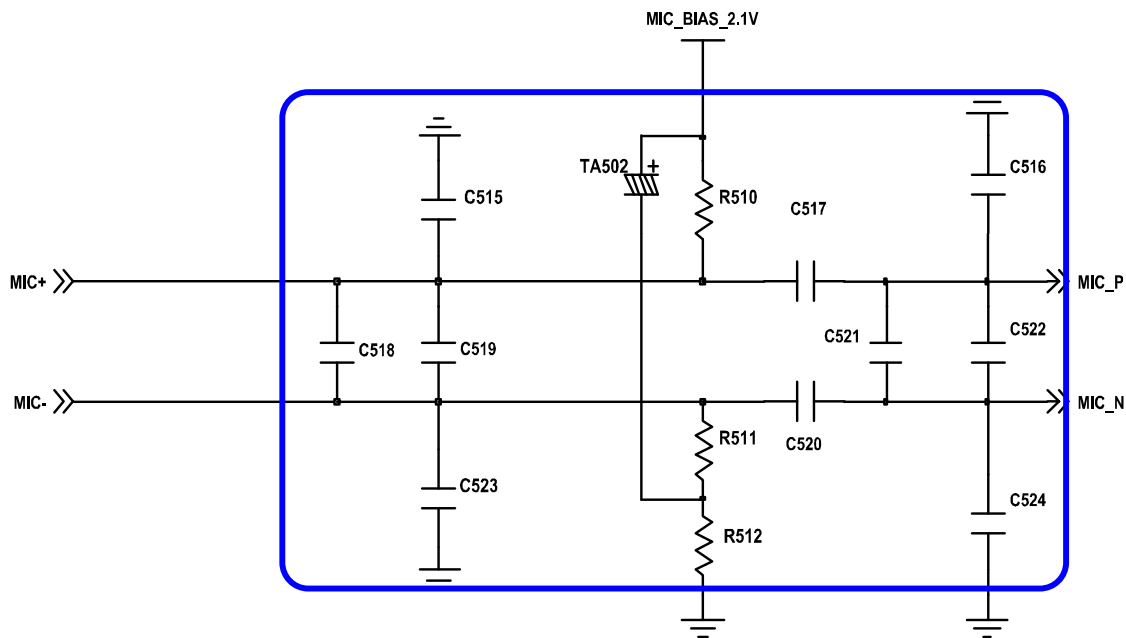 MIC_BIAS_2.1V
TA502
+
C516
C515
R510
C517
MIC+
MIC_P
C518
C519
C521
C522
MIC-
MIC_N
R511
C520
C523
C524
R512